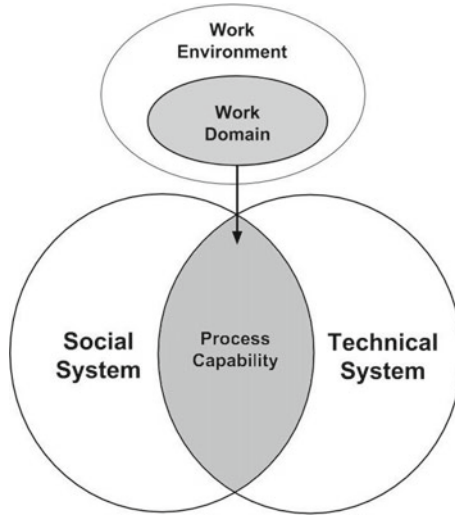 Work
Environment
Work
Domain
Social
System
Process
Capability
Technical
System